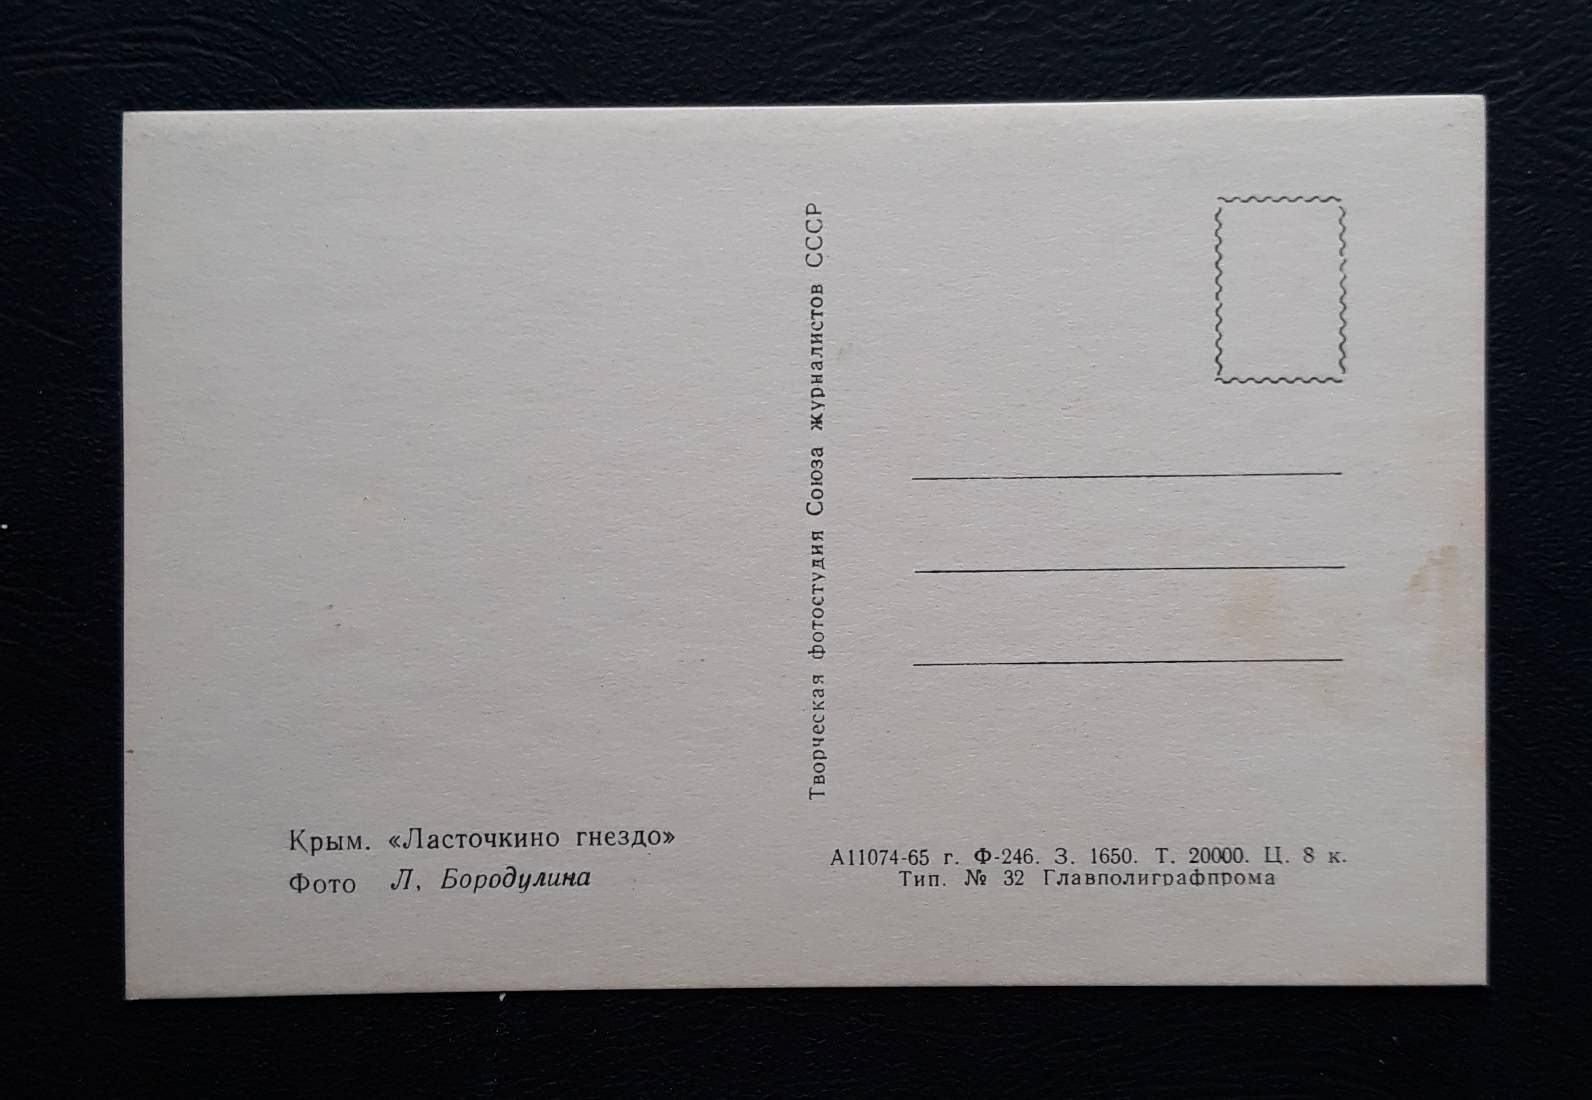 Творческая фотостудия Союза журналистов СССР
Крым. «Ласточкино гнездо»
Фото Л, Бородулина
А11074-65 г. Ф-246. З. 1650. Т. 20000. Ц. 8 к.
Тип. № 32 Главполиграфпрома